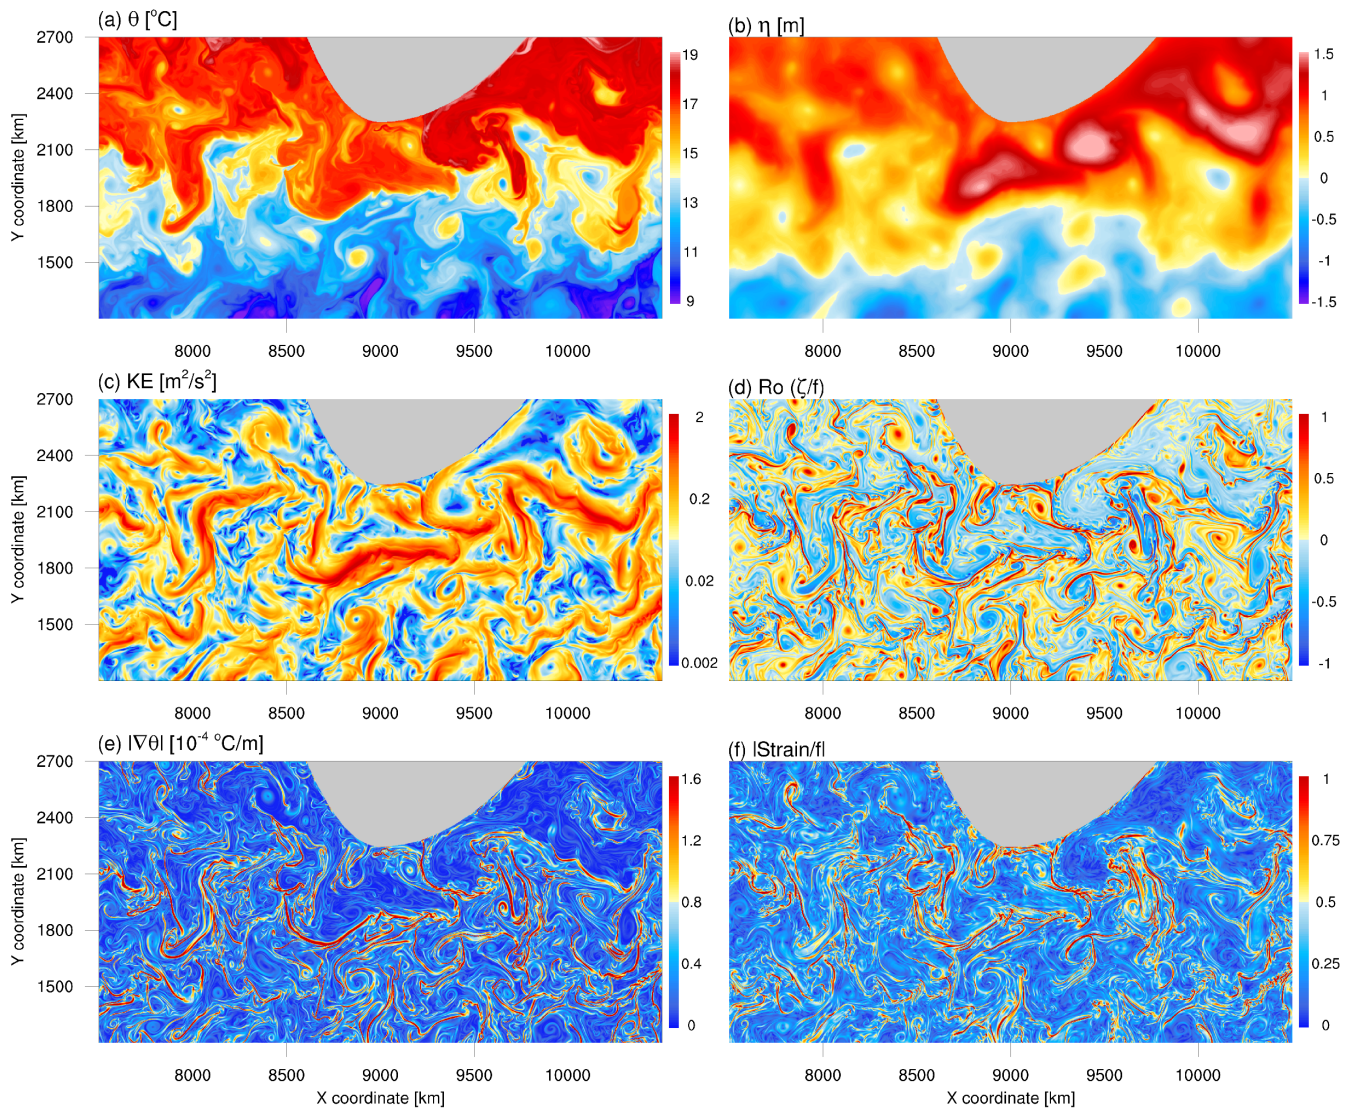 (a) θ [°C]
(b) η [m]
2700
2400
2100
1800
1500
Y coordinate [km]
19
17
15
13
11
9
1.5
1
0.5
0
-0.5
-1
-1.5
8000 8500 9000 9500 10000
8000 8500 9000 9500 10000
(c) KE [m²/s²]
(d) Ro (ζ/f)
2700
2400
2100
1800
1500
Y coordinate [km]
2
0.2
0.02
0.002
1
0.5
0
-0.5
-1
8000 8500 9000 9500 10000
8000 8500 9000 9500 10000
(e) |∇θ| [10⁻⁴ °C/m]
(f) |Strain/f|
2700
2400
2100
1800
1500
Y coordinate [km]
1.6
1.2
0.8
0.4
0
1
0.75
0.5
0.25
0
8000 8500 9000 9500 10000
8000 8500 9000 9500 10000
X coordinate [km]
X coordinate [km]